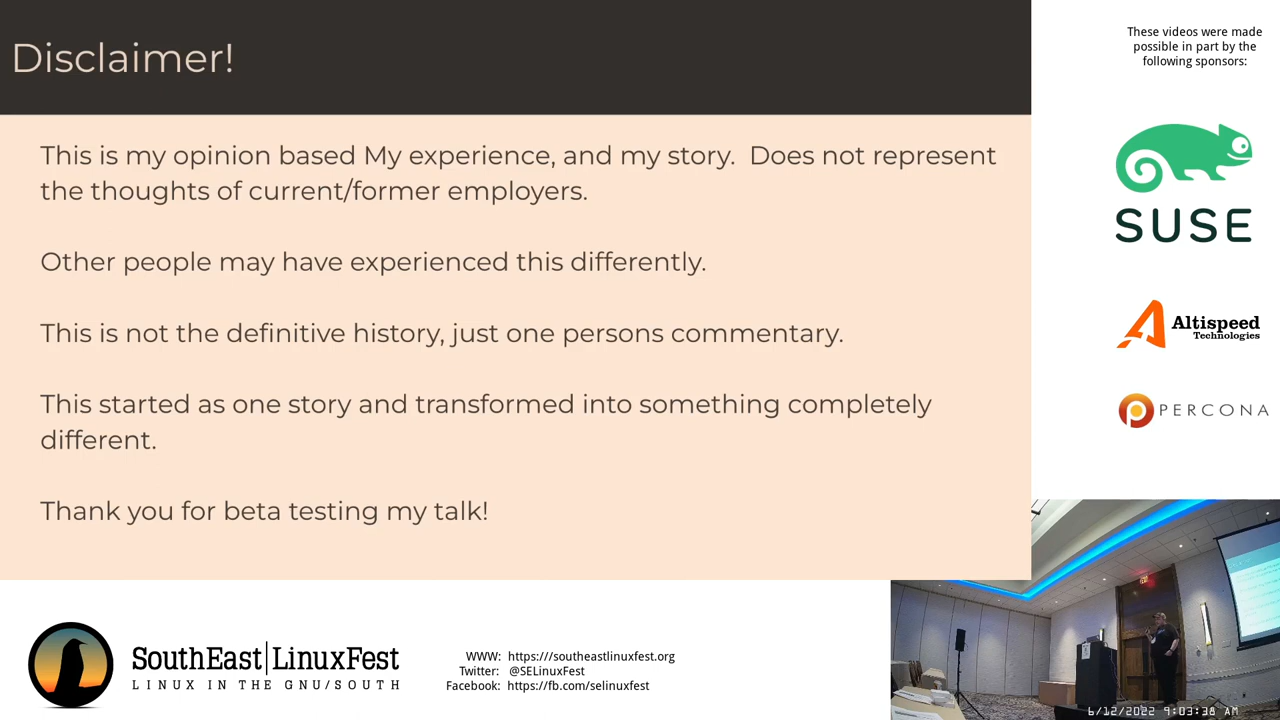 Disclaimer!
This is my opinion based My experience, and my story. Does not represent
the thoughts of current/former employers.
Other people may have experienced this differently.
This is not the definitive history, just one persons commentary.
This started as one story and transformed into something completely
different.
Thank you for beta testing my talk!
These videos were made
possible in part by the
following sponsors:
SUSE
Altispeed
Technologies
PERCONA
SouthEast|LinuxFest
LINUX IN THE GNU/SOUTH
WWW: https:///southeastlinuxfest.org
Twitter: @SELinuxFest
Facebook: https://fb.com/selinuxfest
6/12/2022 9:03:38 AM